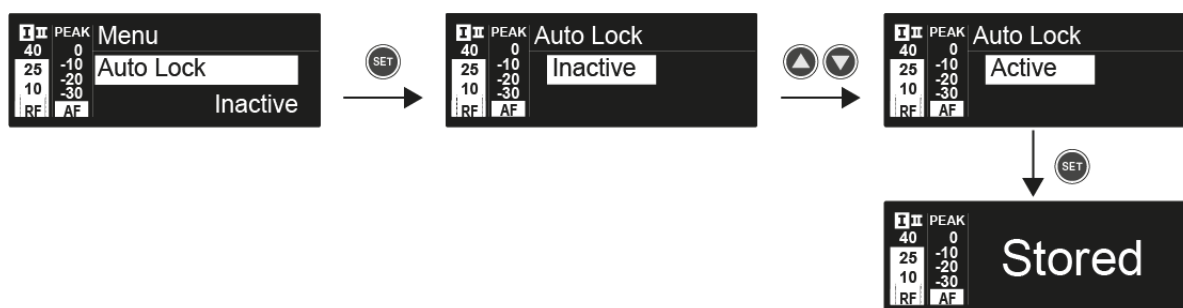 I II PEAK Menu
40 0
25 -10 Auto Lock
-20
10 -30 Inactive
RF AF
SET
I II PEAK Auto Lock
40 0
25 -10 Inactive
-20
10 -30
RF AF
I II PEAK Auto Lock
40 0
25 -10 Active
-20
10 -30
RF AF
SET
I II PEAK
40 0
25 -10 Stored
-20
10 -30
RF AF